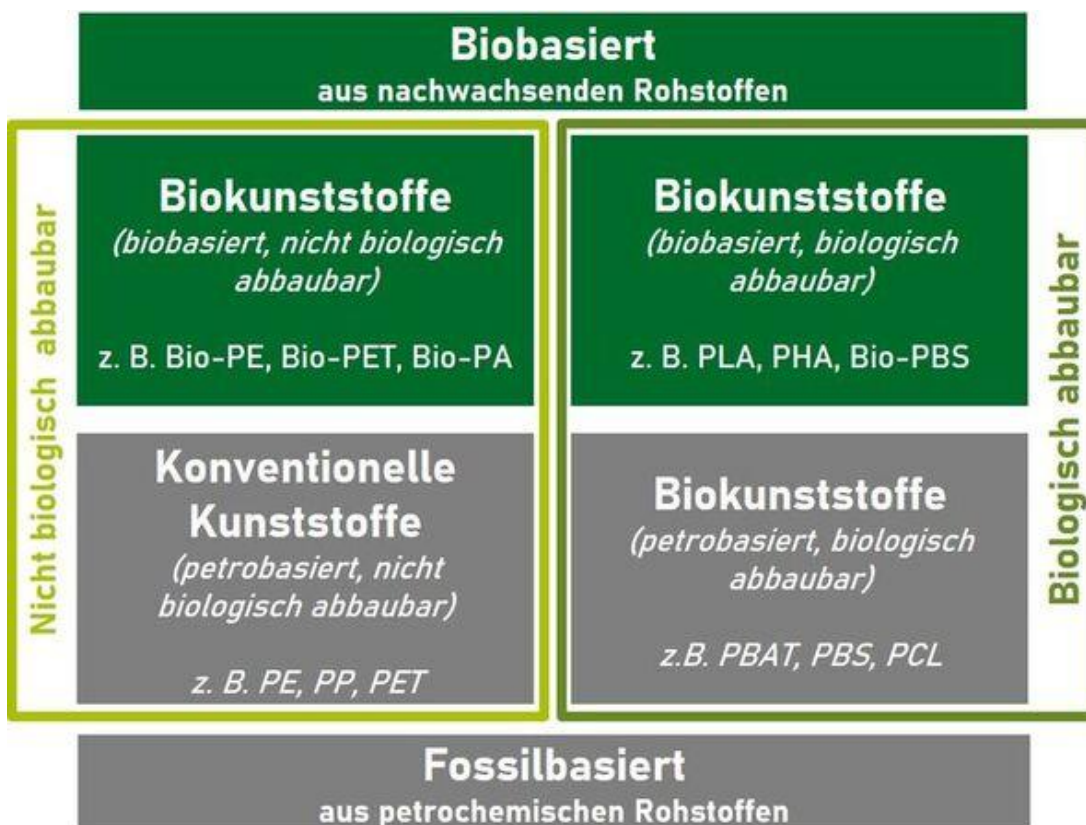 Biobasiert
aus nachwachsenden Rohstoffen
Nicht biologisch abbaubar
Biokunststoffe
(biobasiert, nicht biologisch
abbaubar)
z. B. Bio-PE, Bio-PET, Bio-PA
Biokunststoffe
(biobasiert, biologisch
abbaubar)
z. B. PLA, PHA, Bio-PBS
Konventionelle
Kunststoffe
(petrobasiert, nicht
biologisch abbaubar)
z. B. PE, PP, PET
Biokunststoffe
(petrobasiert, biologisch
abbaubar)
z.B. PBAT, PBS, PCL
Biologisch abbaubar
Fossilbasiert
aus petrochemischen Rohstoffen